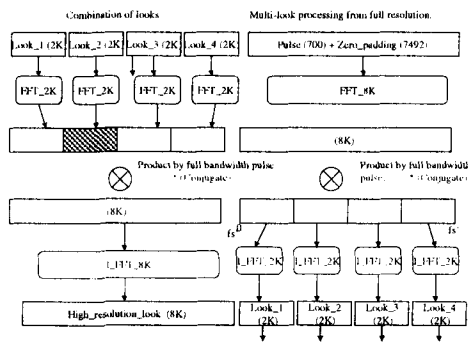 Combination of looks
Multi-look processing from full resolution.
Look_1 (2K) Look_2 (2K) Look_3 (2K) Look_4 (2K)
Pulse (700) + Zero_padding (7492)
FFT_2K FFT_2K FFT_2K FFT_2K
FFT_8K
(8K)
Product by full bandwidth pulse
* (Conjugate)
Product by full bandwidth
pulse. * (Conjugate)
(8K)
fs
fs
I_FFT_8K
I_FFT_2K I_FFT_2K I_FFT_2K I_FFT_2K
High_resolution_look (8K)
Look_1 (2K)
Look_2 (2K)
Look_3 (2K)
Look_4 (2K)